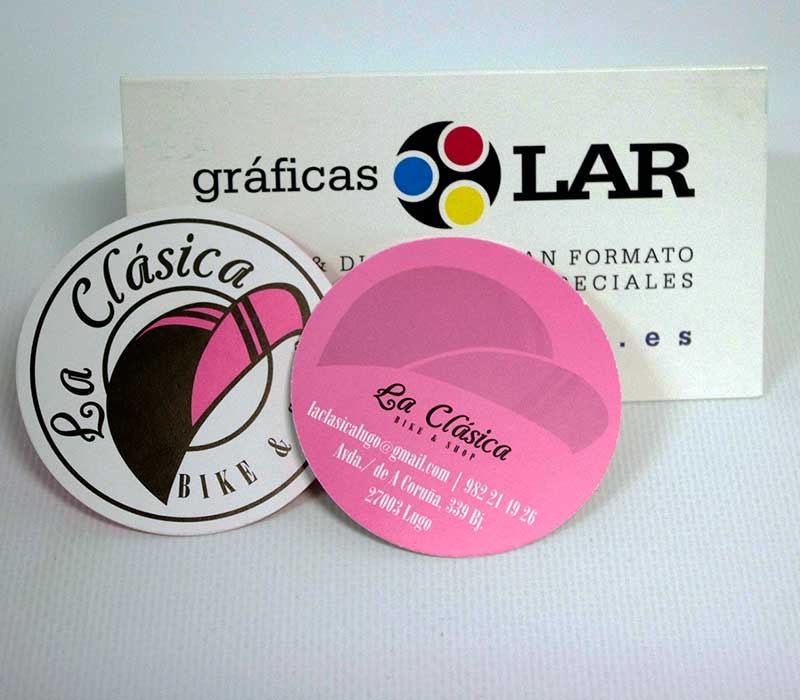 gráficas LAR
& AN FORMATO
ECIALES
.es
La Clásica
BIKE &
La Clásica
BIKE & SHOP
laclasicalugo@gmail.com | 982 21 49 26
Avda./ de A Coruña, 339 Bj.
27003 Lugo